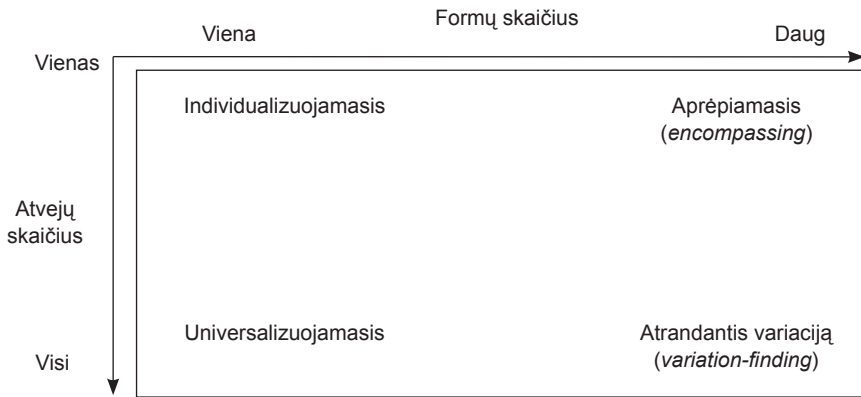 Formų skaičius
Viena Daug
Vienas
Individualizuojamasis Aprėpiamasis
(encompassing)
Atvejų
skaičius
Universalizuojamasis Atrandantis variaciją
(variation-finding)
Visi